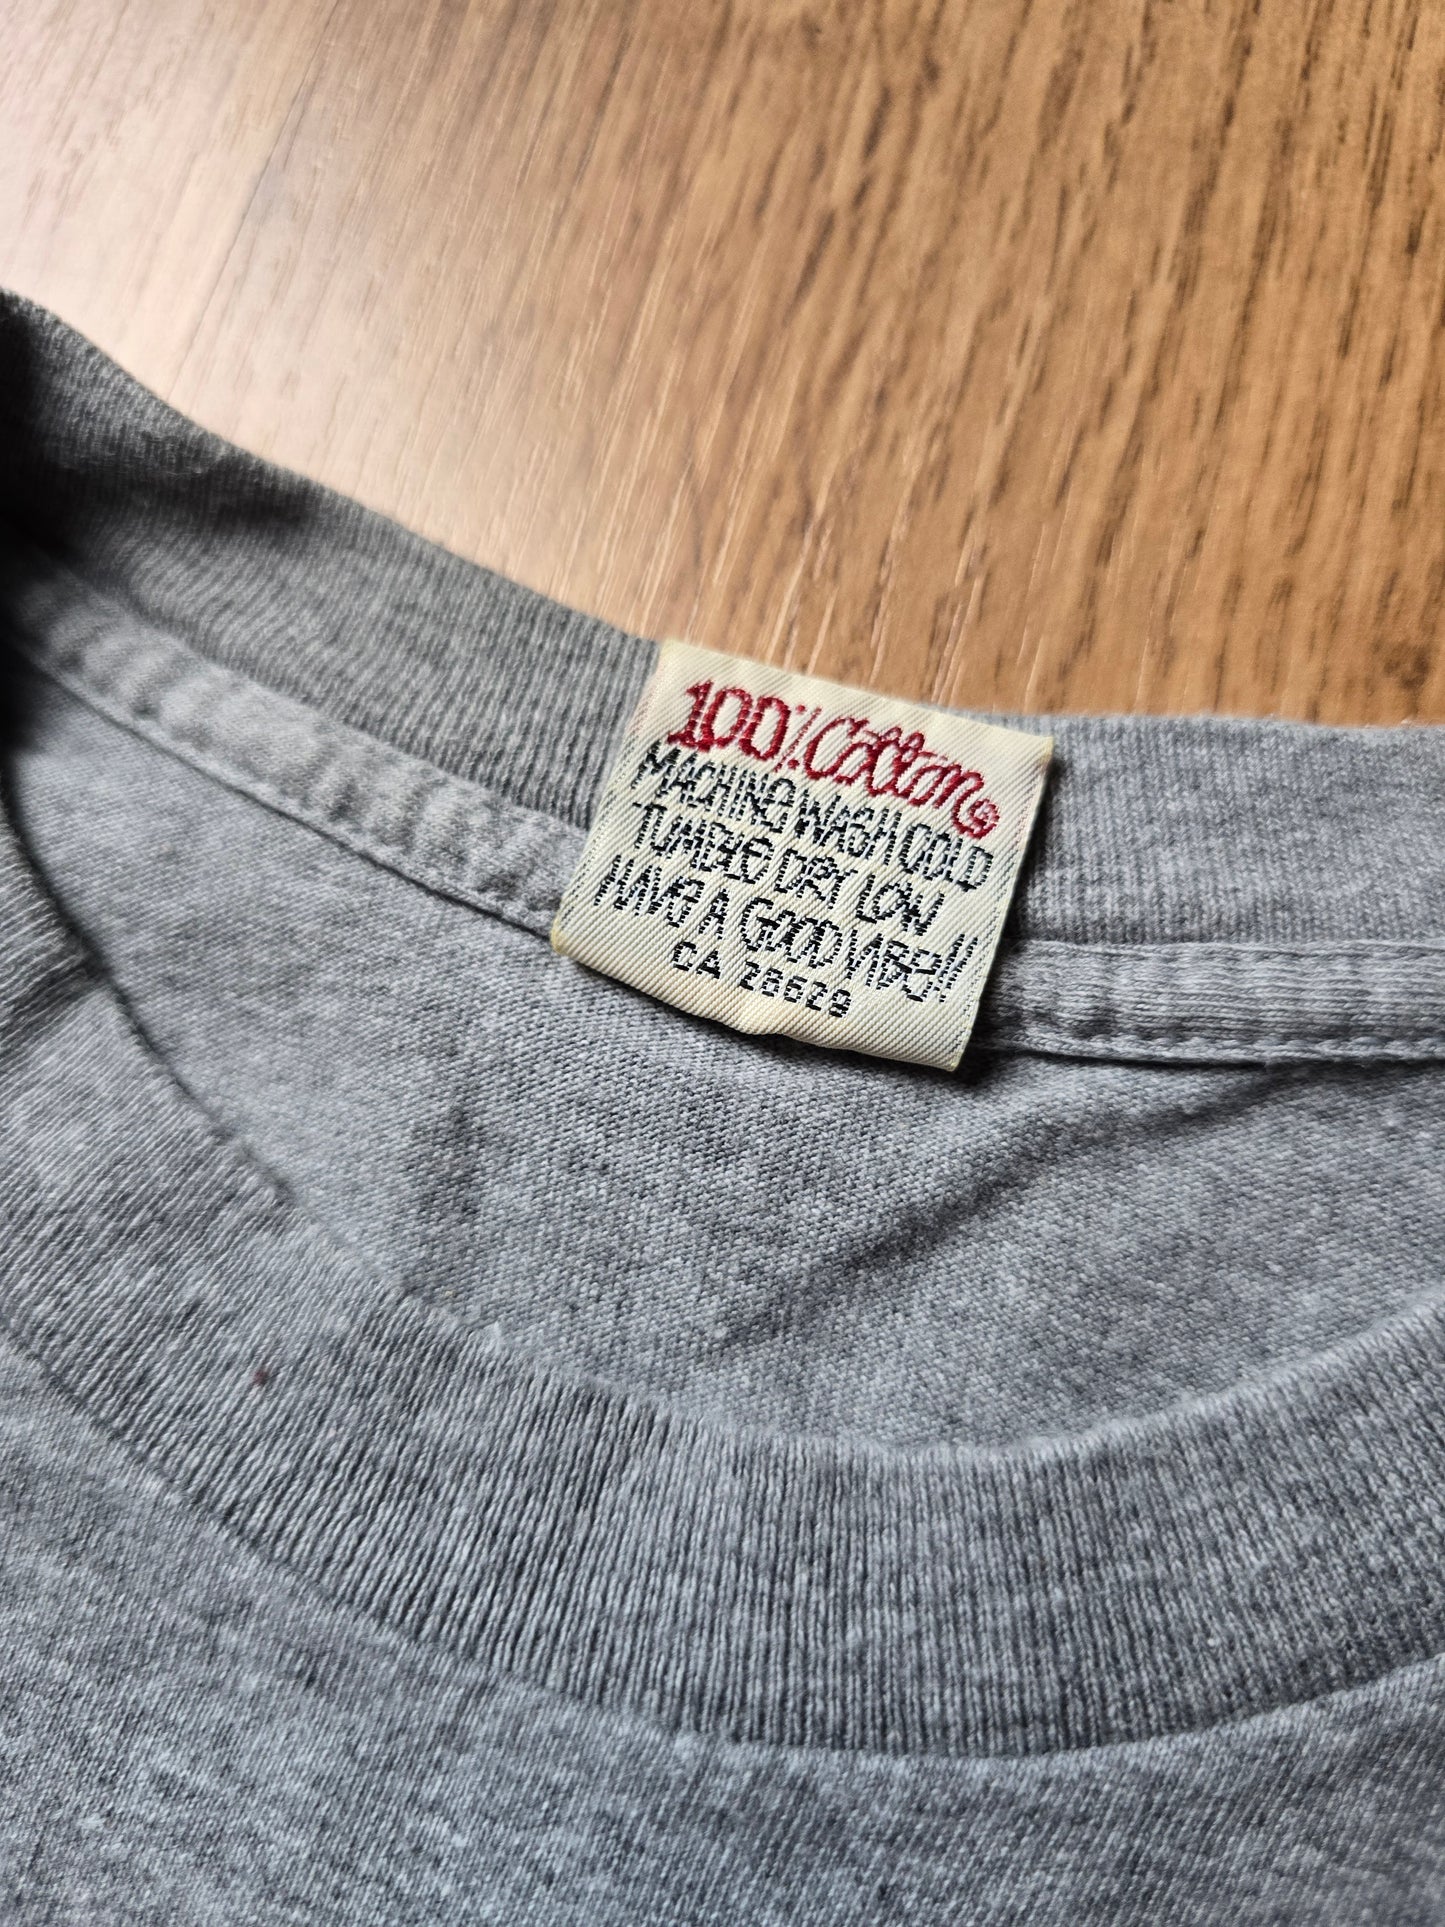 100% Cotton
MACHINE WASH COLD
TUMBLE DRY LOW
HAVE A GOOD VIBE!!!
CA 28629